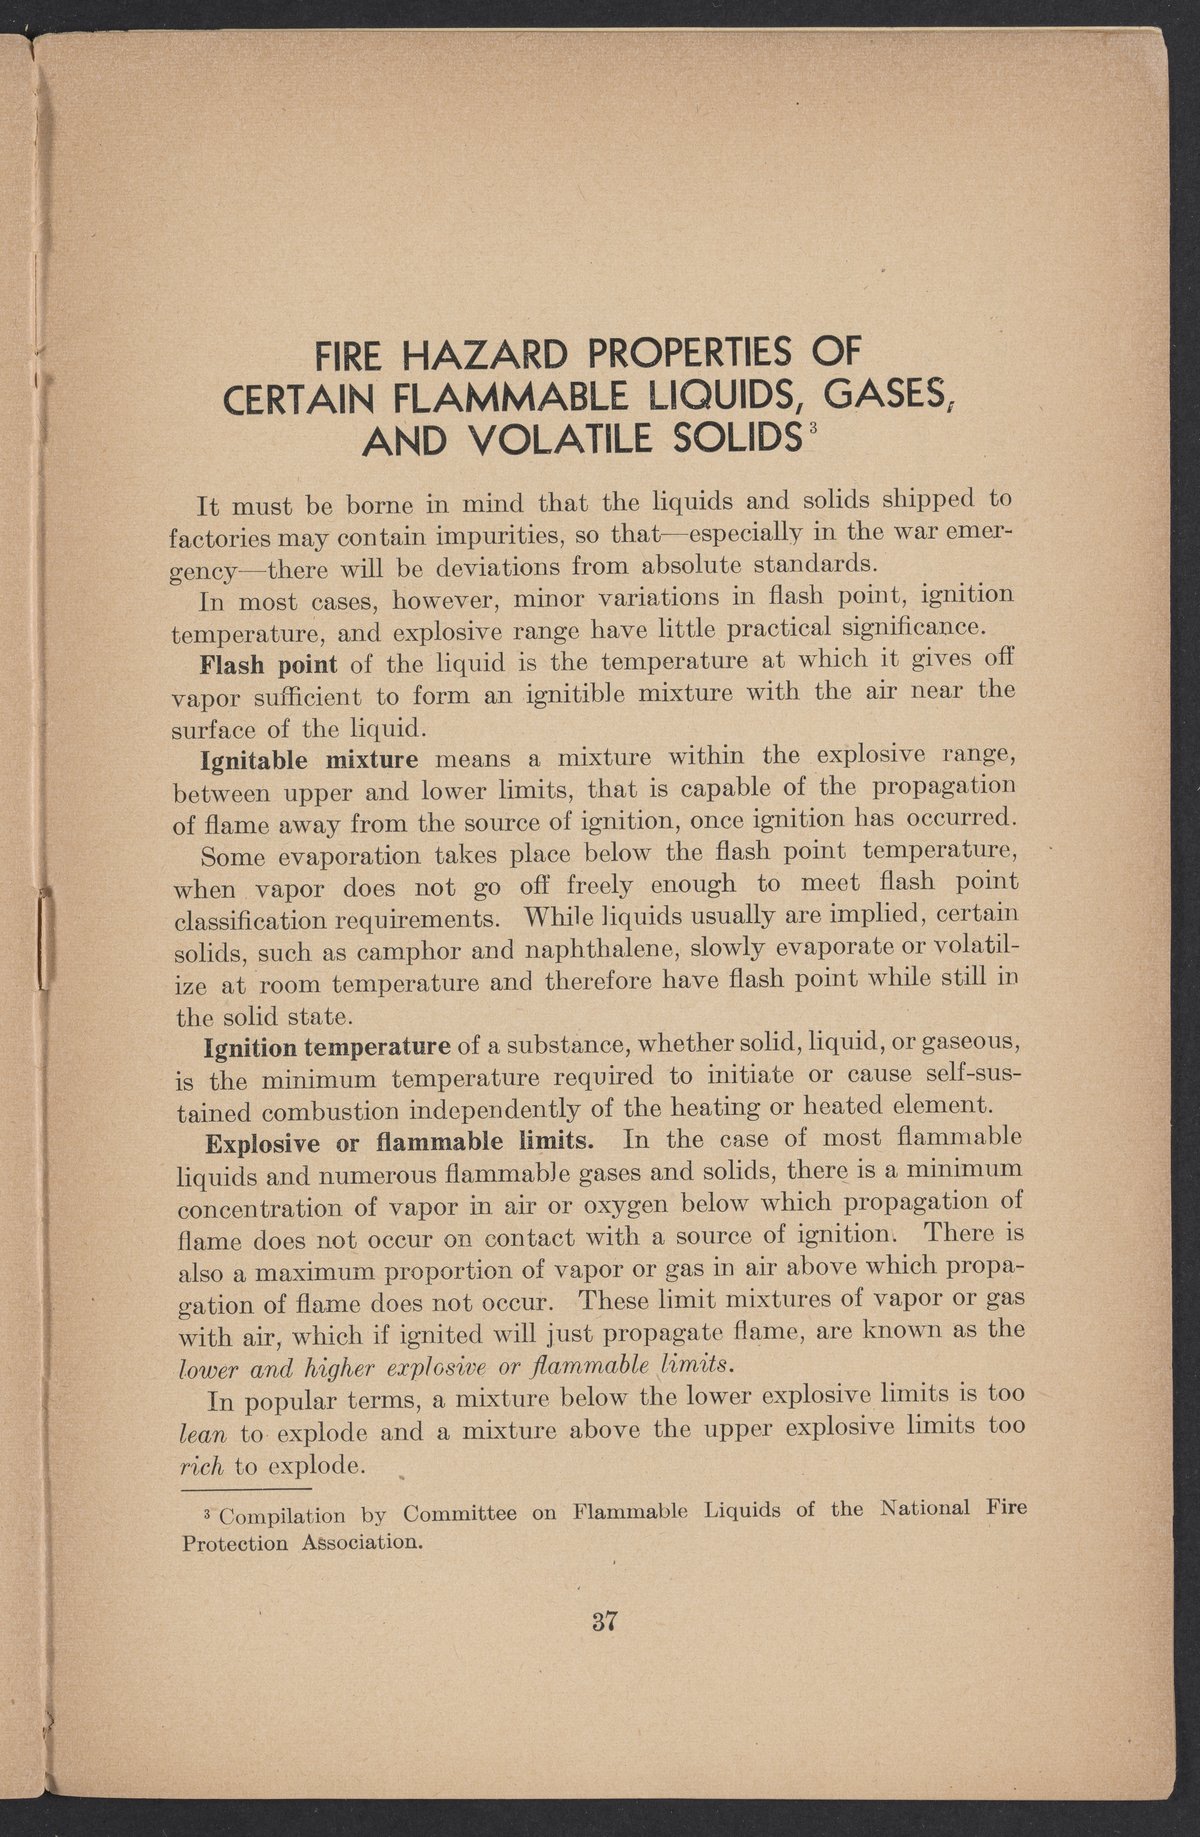 FIRE HAZARD PROPERTIES OF
CERTAIN FLAMMABLE LIQUIDS, GASES,
AND VOLATILE SOLIDS³
It must be borne in mind that the liquids and solids shipped to
factories may contain impurities, so that—especially in the war emer-
gency—there will be deviations from absolute standards.
In most cases, however, minor variations in flash point, ignition
temperature, and explosive range have little practical significance.
Flash point of the liquid is the temperature at which it gives off
vapor sufficient to form an ignitible mixture with the air near the
surface of the liquid.
Ignitable mixture means a mixture within the explosive range,
between upper and lower limits, that is capable of the propagation
of flame away from the source of ignition, once ignition has occurred.
Some evaporation takes place below the flash point temperature,
when vapor does not go off freely enough to meet flash point
classification requirements. While liquids usually are implied, certain
solids, such as camphor and naphthalene, slowly evaporate or volatil-
ize at room temperature and therefore have flash point while still in
the solid state.
Ignition temperature of a substance, whether solid, liquid, or gaseous,
is the minimum temperature required to initiate or cause self-sus-
tained combustion independently of the heating or heated element.
Explosive or flammable limits. In the case of most flammable
liquids and numerous flammable gases and solids, there is a minimum
concentration of vapor in air or oxygen below which propagation of
flame does not occur on contact with a source of ignition. There is
also a maximum proportion of vapor or gas in air above which propa-
gation of flame does not occur. These limit mixtures of vapor or gas
with air, which if ignited will just propagate flame, are known as the
lower and higher explosive or flammable limits.
In popular terms, a mixture below the lower explosive limits is too
lean to explode and a mixture above the upper explosive limits too
rich to explode.
³ Compilation by Committee on Flammable Liquids of the National Fire
Protection Association.
37